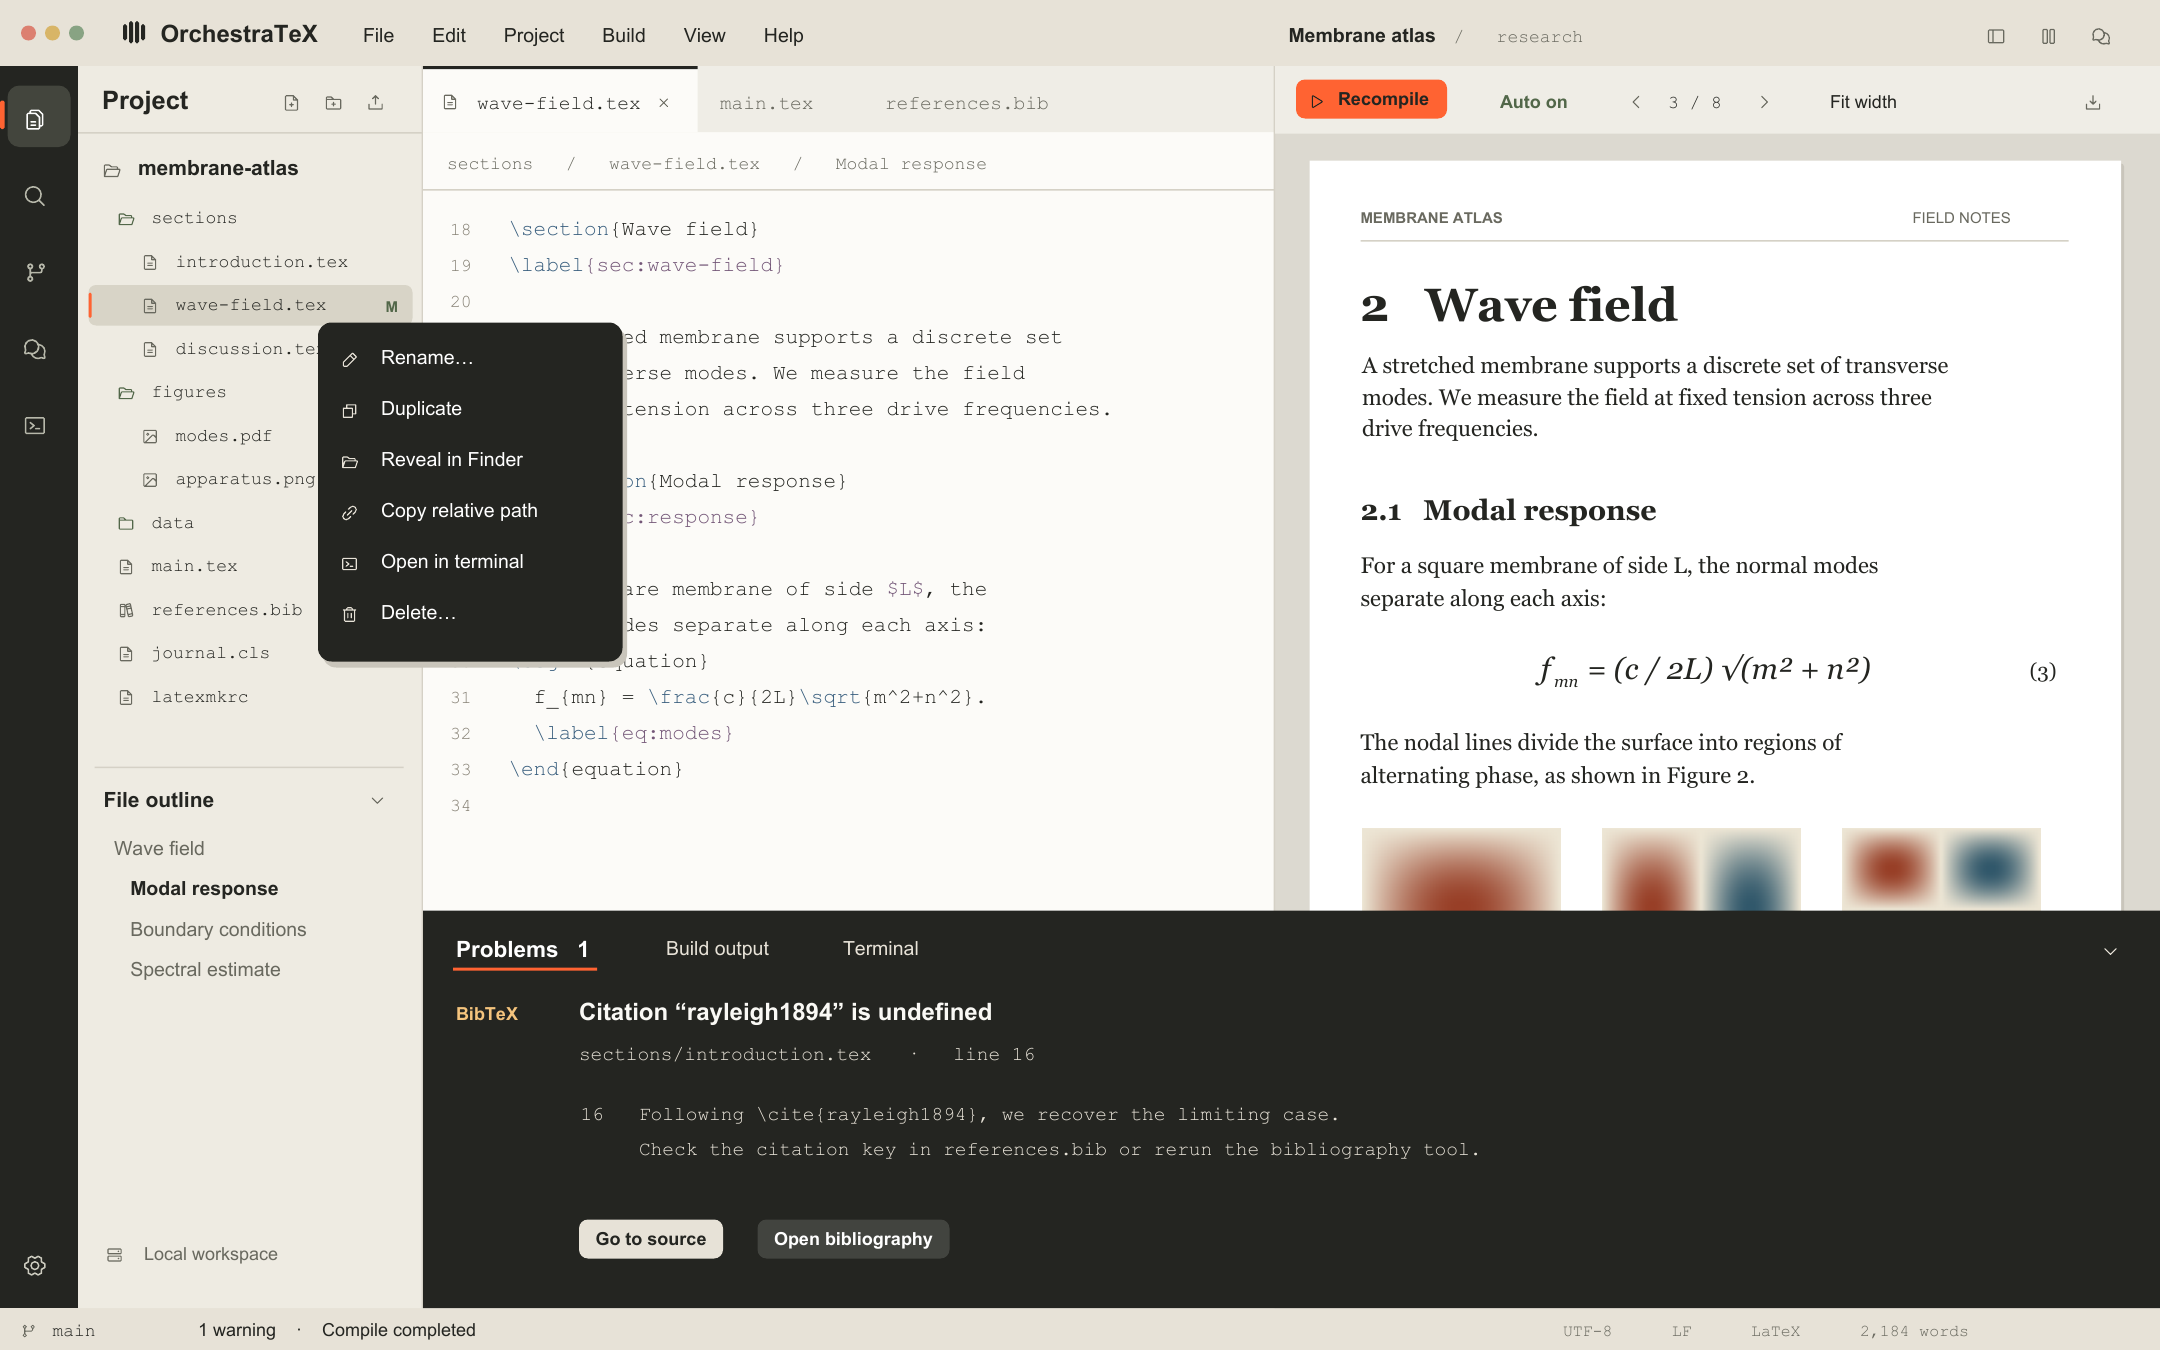 OrchestraTeX File Edit Project Build View Help Membrane atlas / research
Project
wave-field.tex × main.tex references.bib
Recompile Auto on 3 / 8 Fit width
membrane-atlas
sections
introduction.tex
wave-field.tex M
figures
modes.pdf
apparatus.png
data
main.tex
references.bib
journal.cls
latexmkrc
Rename…
Duplicate
Reveal in Finder
Copy relative path
Open in terminal
Delete…
File outline
Wave field
Modal response
Boundary conditions
Spectral estimate
Local workspace
sections / wave-field.tex / Modal response
18 \section{Wave field}
19 \label{sec:wave-field}
20
membrane supports a discrete set
modes. We measure the field
tension across three drive frequencies.
{Modal response}
:response}
membrane of side $L$, the
separate along each axis:
31 f_{mn} = \frac{c}{2L}\sqrt{m^2+n^2}.
32 \label{eq:modes}
33 \end{equation}
34
MEMBRANE ATLAS FIELD NOTES
2 Wave field
A stretched membrane supports a discrete set of transverse
modes. We measure the field at fixed tension across three
drive frequencies.
2.1 Modal response
For a square membrane of side L, the normal modes
separate along each axis:
f mn = (c / 2L) √(m² + n²) (3)
The nodal lines divide the surface into regions of
alternating phase, as shown in Figure 2.
Problems 1 Build output Terminal
BibTeX Citation “rayleigh1894” is undefined
sections/introduction.tex · line 16
16 Following \cite{rayleigh1894}, we recover the limiting case.
Check the citation key in references.bib or rerun the bibliography tool.
Go to source Open bibliography
main 1 warning · Compile completed UTF-8 LF LaTeX 2,184 words